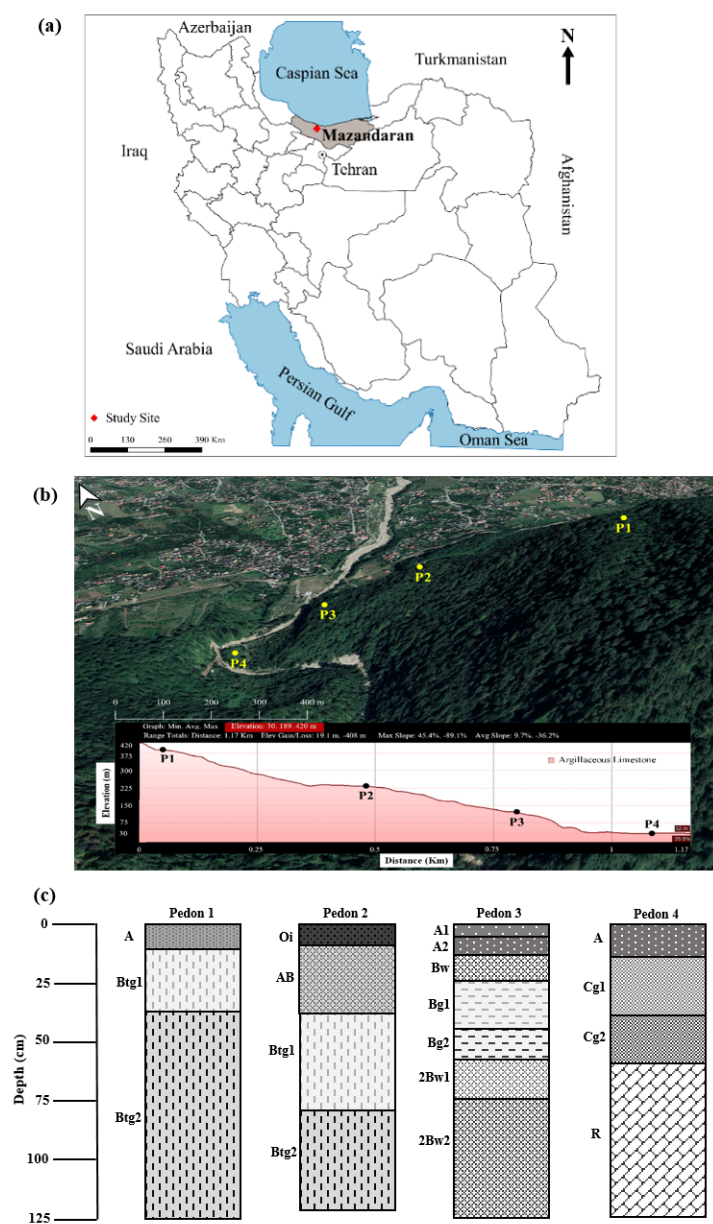 (a)
Azerbaijan
N
Caspian Sea
Turkmanistan
Iraq
Mazandaran
Tehran
Afghanistan
Saudi Arabia
Persian Gulf
Oman Sea
Study Site
0 130 260 390 Km
(b)
N
P1
P2
P3
P4
0 200 400 m
Graph: Min, Avg, Max Elevation: 30, 189, 420 m
Range Totals: Distance: 1.17 Km Elev Gain/Loss: 19.1 m, -408 m Max Slope: 45.4%, -89.1% Avg Slope: 9.7%, -36.2%
Elevation (m)
420
375
300
225
150
75
30
P1
P2
P3
P4
Argillaceous Limestone
0 0.25 0.5 0.75 1 1.17
Distance (Km)
(c)
Pedon 1 Pedon 2 Pedon 3 Pedon 4
Depth (cm)
0
25
50
75
100
125
A
Btg1
Btg2
Oi
AB
Btg1
Btg2
A1
A2
Bw
Bg1
Bg2
2Bw1
2Bw2
A
Cg1
Cg2
R